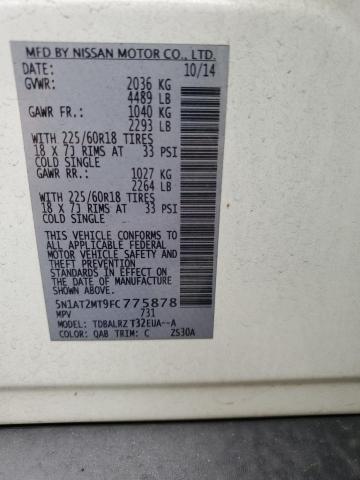 MFD BY NISSAN MOTOR CO., LTD.
DATE: 10/14
GVWR: 2036 KG
4489 LB
GAWR FR.: 1040 KG
2293 LB
WITH 225/60R18 TIRES
18 X 7J RIMS AT 33 PSI
COLD SINGLE
GAWR RR.: 1027 KG
2264 LB
WITH 225/60R18 TIRES
18 X 7J RIMS AT 33 PSI
COLD SINGLE
THIS VEHICLE CONFORMS TO
ALL APPLICABLE FEDERAL
MOTOR VEHICLE SAFETY
AND THEFT PREVENTION
STANDARDS IN EFFECT ON
THE DATE OF MANUFACTURE
SHOWN ABOVE.
5N1AT2MT9FC775878
MPV 731
MODEL: TDBALRZ T32EUA--A
COLOR: QAB TRIM: C ZS30A